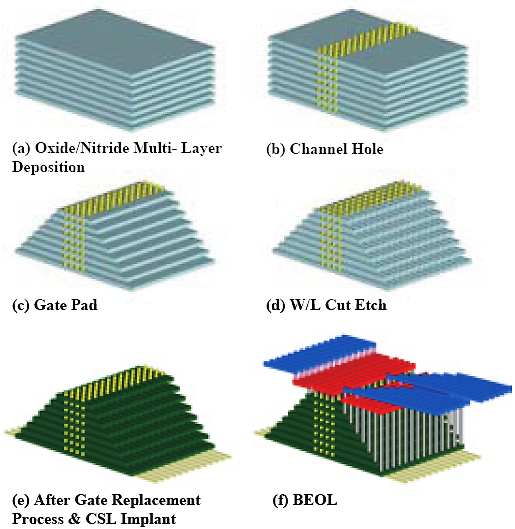 (a) Oxide/Nitride Multi- Layer
Deposition
(b) Channel Hole
(c) Gate Pad
(d) W/L Cut Etch
(e) After Gate Replacement
Process & CSL Implant
(f) BEOL